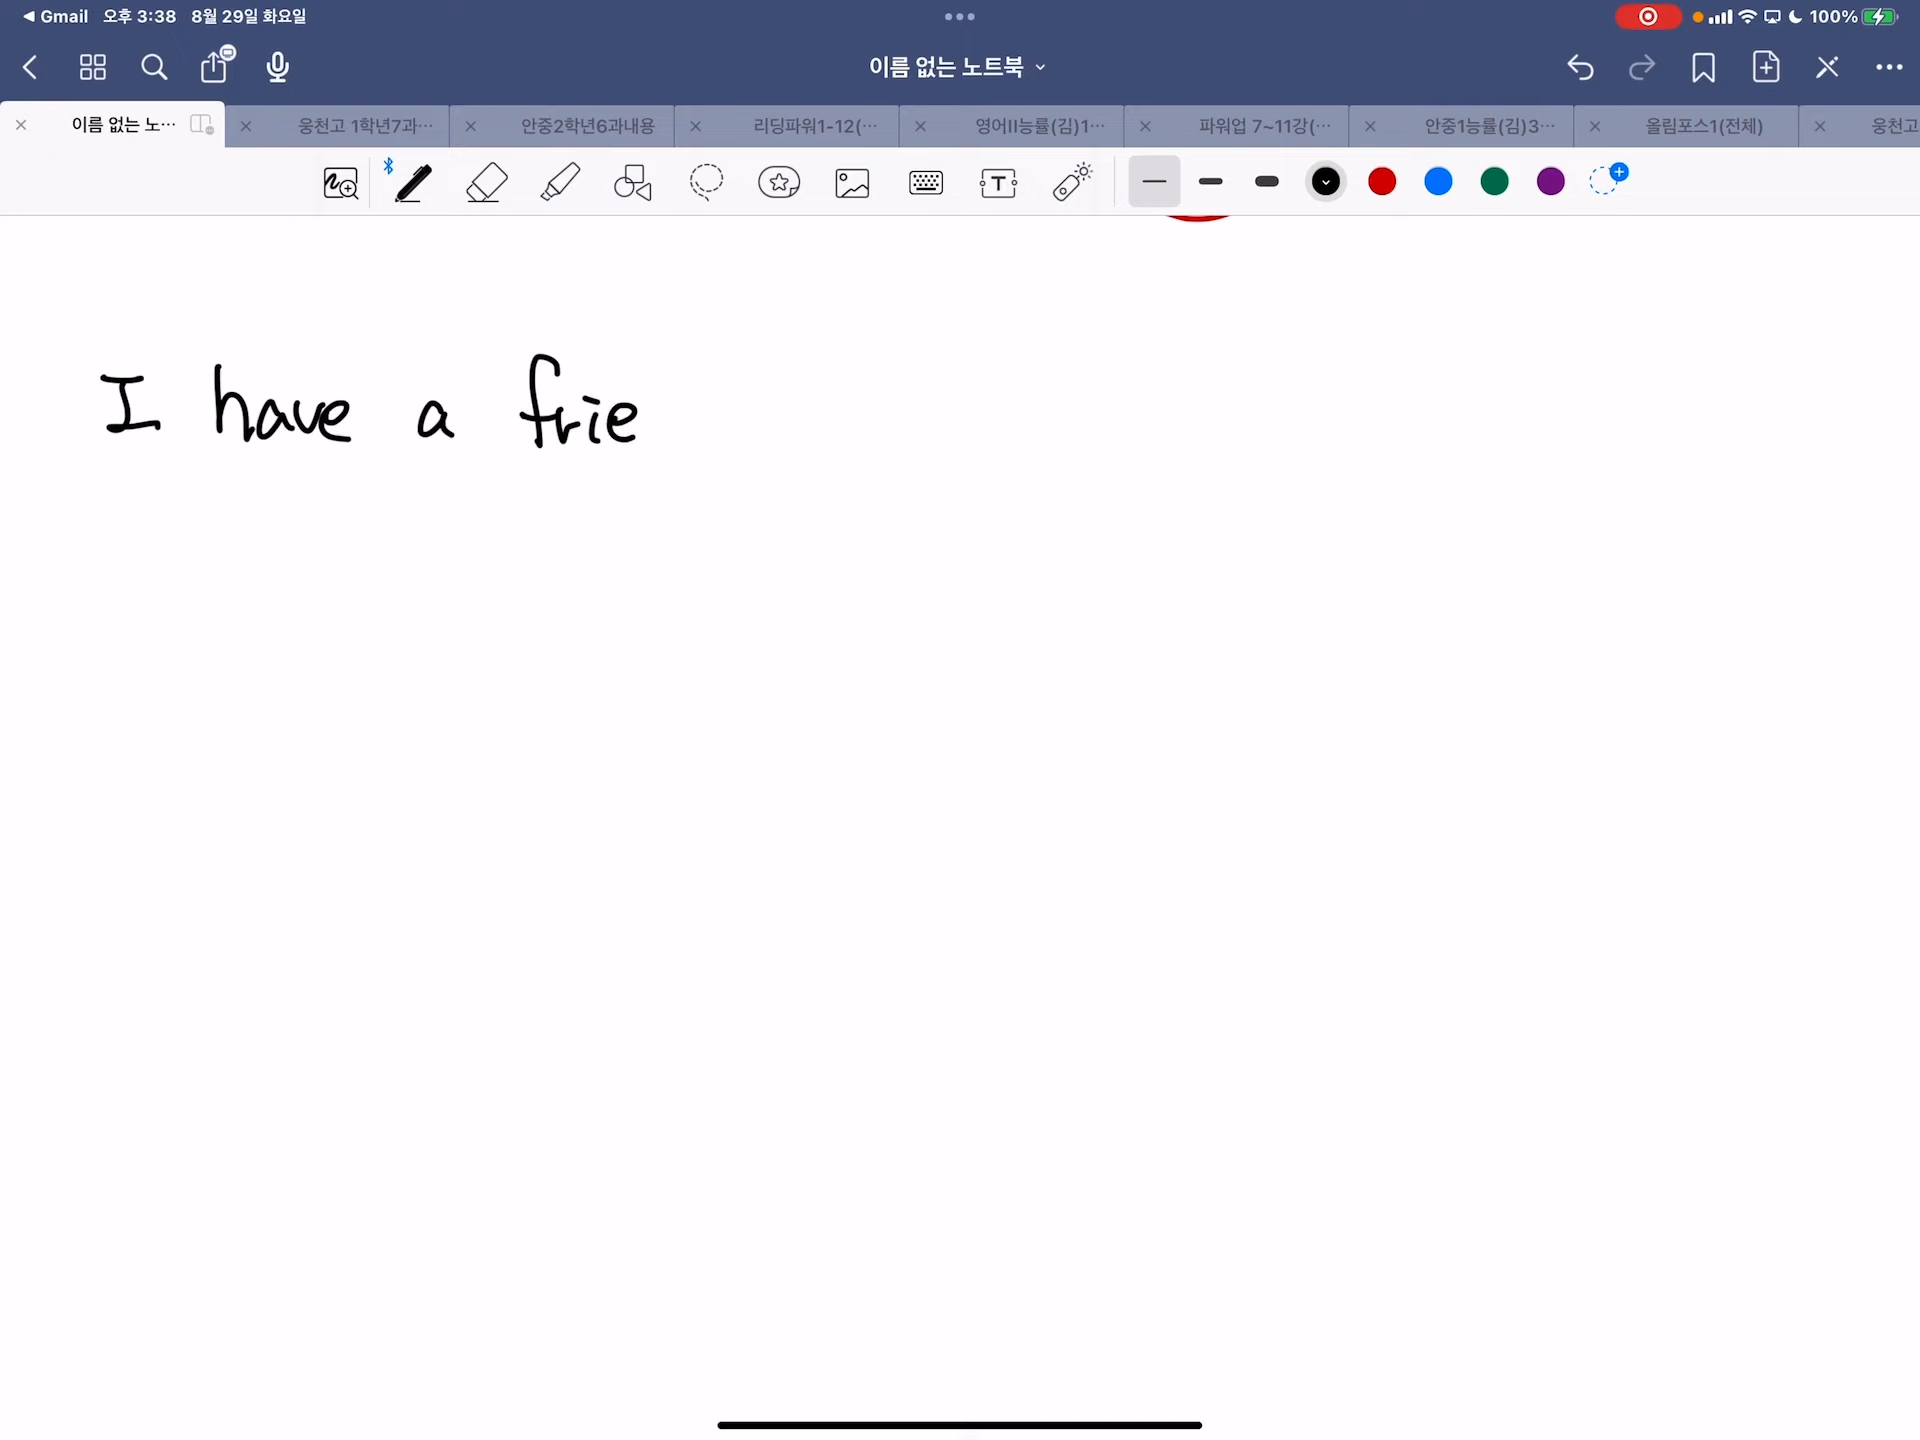 ◀ Gmail 오후 3:38 8월 29일 화요일 100%
이름 없는 노트북
이름 없는 노… 웅천고 1학년7과… 안중2학년6과내용 리딩파워1-12(… 영어II능률(김)1… 파워업 7~11강(… 안중1능률(김)3… 올림포스1(전체) 웅천고
T
I have a frie